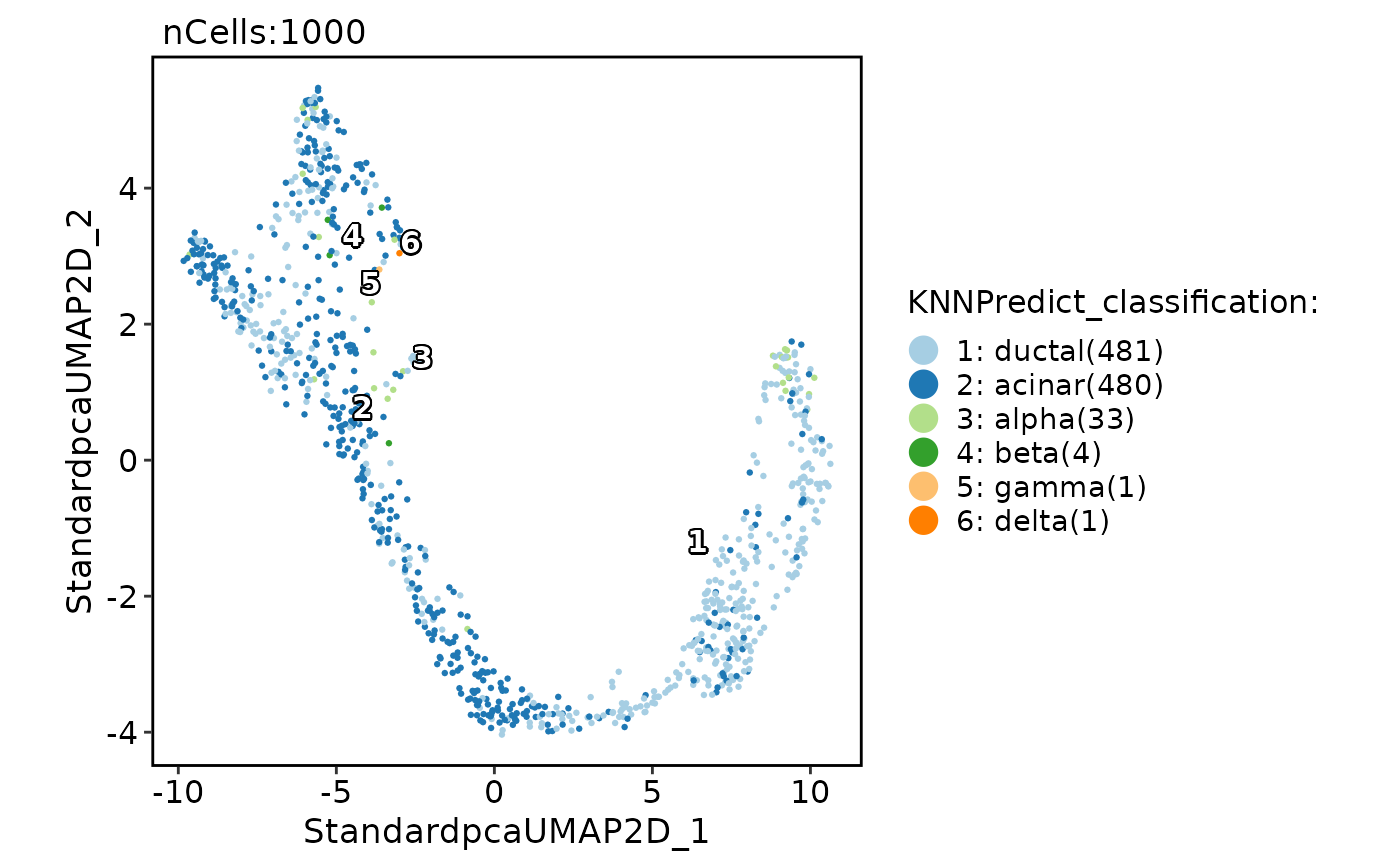 nCells:1000
StandardpcaUMAP2D_2
4
2
0
-2
-4
4
6
5
3
2
1
-10
-5
0
5
10
StandardpcaUMAP2D_1
KNNPredict_classification:
1: ductal(481)
2: acinar(480)
3: alpha(33)
4: beta(4)
5: gamma(1)
6: delta(1)